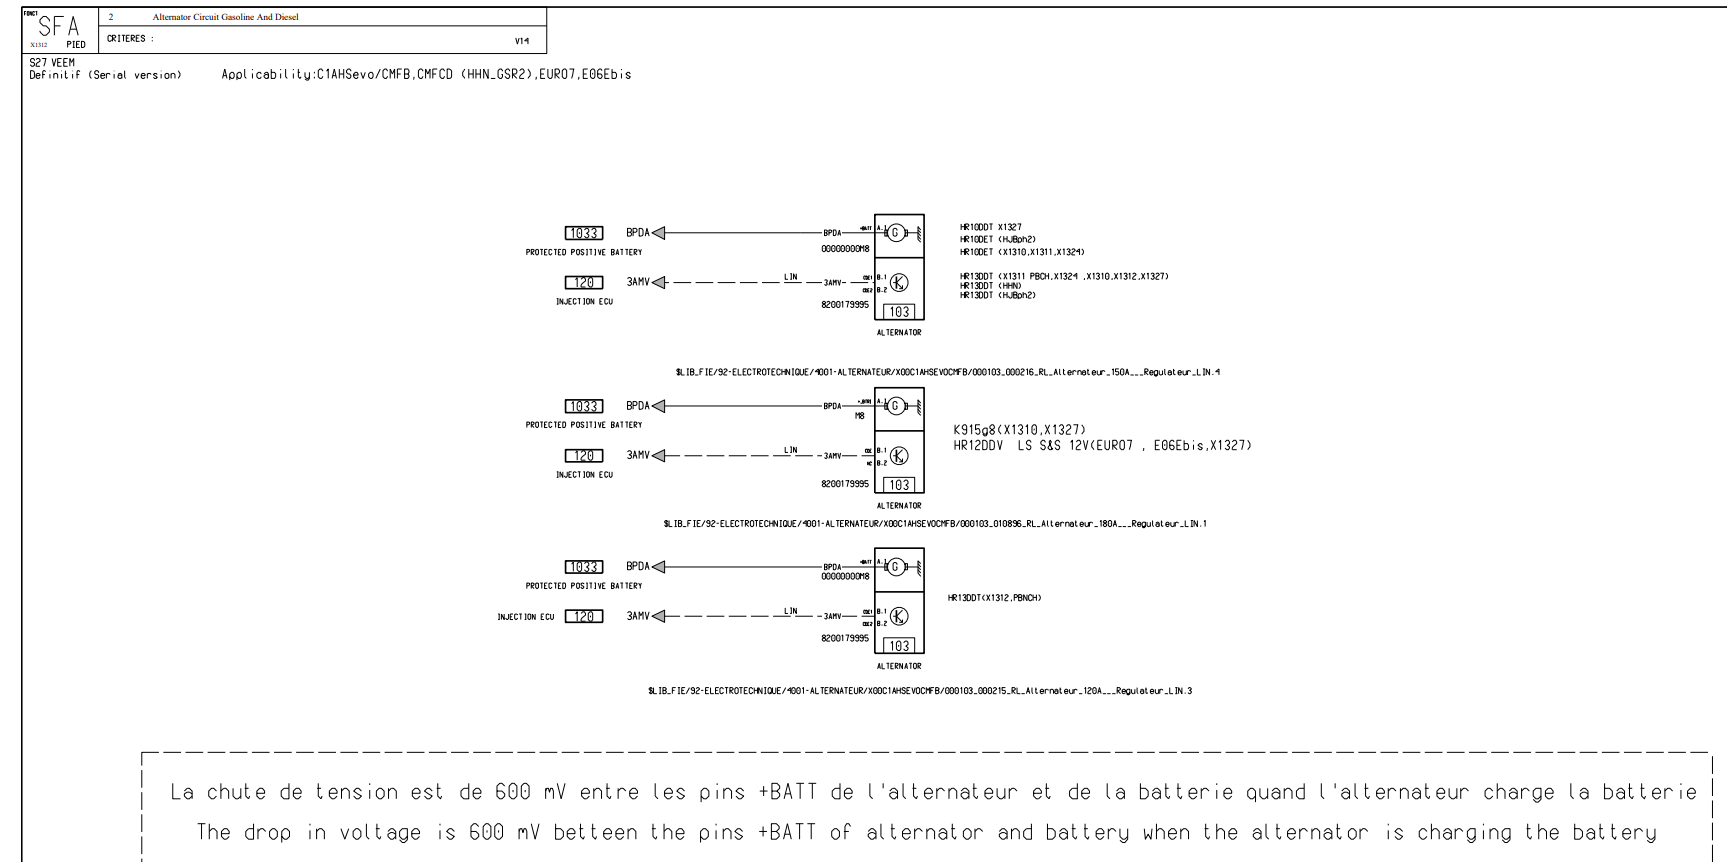 FONCT
SFA
X1312 PIED
2 Alternator Circuit Gasoline And Diesel
CRITERES : V14
S27 VEEM
Definitif (Serial version) Applicability:C1AHSevo/CMFB,CMFCD (HHN_GSR2),EURO7,E06Ebis
1033 BPDA BPDA +BATT A.1 G
PROTECTED POSITIVE BATTERY 00000000M8
120 3AMV LIN 3AMV CDE1 B.1 K
CDE2 B.2
INJECTION ECU 8200179995 103
ALTERNATOR
HR10DDT X1327
HR10DET (HJBph2)
HR10DET (X1310,X1311,X1324)
HR13DDT (X1311 PBCH,X1324 ,X1310,X1312,X1327)
HR13DDT (HHN)
HR13DDT (HJBph2)
$LIB_FIE/92-ELECTROTECHNIQUE/4001-ALTERNATEUR/X00C1AHSEVOCMFB/000103_000216_RL_Alternateur_150A___Regulateur_LIN.4
1033 BPDA BPDA A.1 G
PROTECTED POSITIVE BATTERY M8
120 3AMV LIN 3AMV CDE B.1 K
NC B.2
INJECTION ECU 8200179995 103
ALTERNATOR
K915g8(X1310,X1327)
HR12DDV LS S&S 12V(EURO7 , E06Ebis,X1327)
$LIB_FIE/92-ELECTROTECHNIQUE/4001-ALTERNATEUR/X00C1AHSEVOCMFB/000103_010896_RL_Alternateur_180A___Regulateur_LIN.1
1033 BPDA BPDA +BATT A.1 G
PROTECTED POSITIVE BATTERY 00000000M8
INJECTION ECU 120 3AMV LIN 3AMV CDE1 B.1 K
CDE2 B.2
8200179995 103
ALTERNATOR
HR13DDT(X1312,PBNCH)
$LIB_FIE/92-ELECTROTECHNIQUE/4001-ALTERNATEUR/X00C1AHSEVOCMFB/000103_000215_RL_Alternateur_120A___Regulateur_LIN.3
La chute de tension est de 600 mV entre les pins +BATT de l'alternateur et de la batterie quand l'alternateur charge la batterie
The drop in voltage is 600 mV betteen the pins +BATT of alternator and battery when the alternator is charging the battery